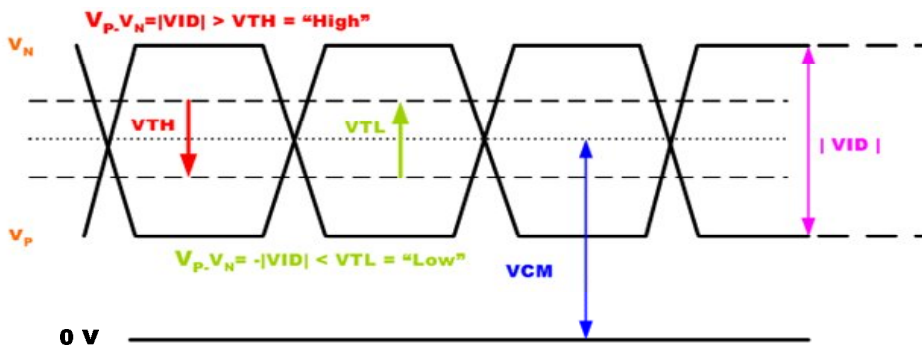 VP-VN=|VID| > VTH = “High”
VN
VTH
VTL
| VID |
VP
VP-VN= -|VID| < VTL = “Low”
VCM
0 V